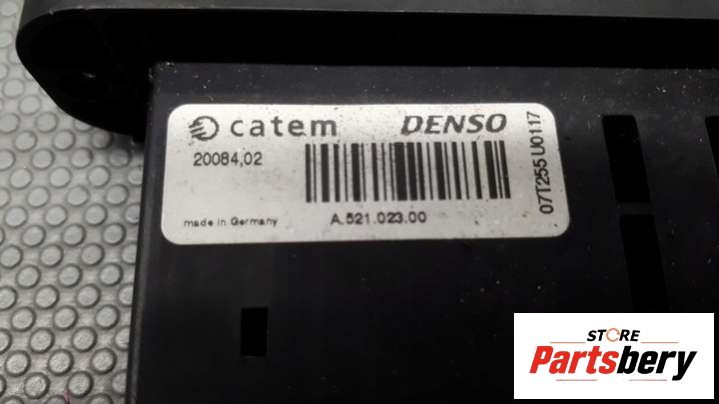 catem DENSO
20084,02
made in Germany
A.521.023.00
07T255 U0117
STORE
Partsbery